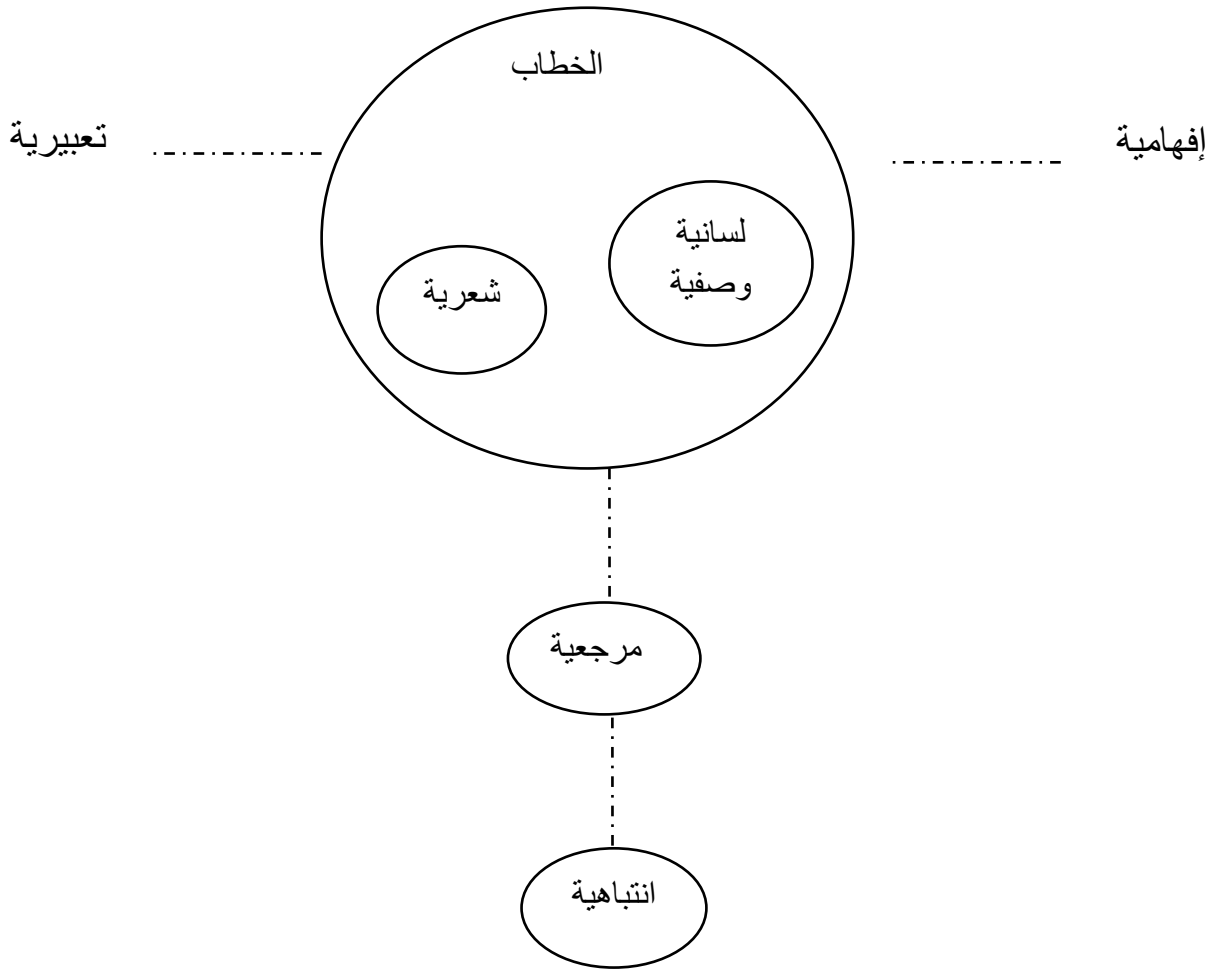 الخطاب
إفهامية
تعبيرية
لسانية
وصفية
شعرية
مرجعية
انتباهية